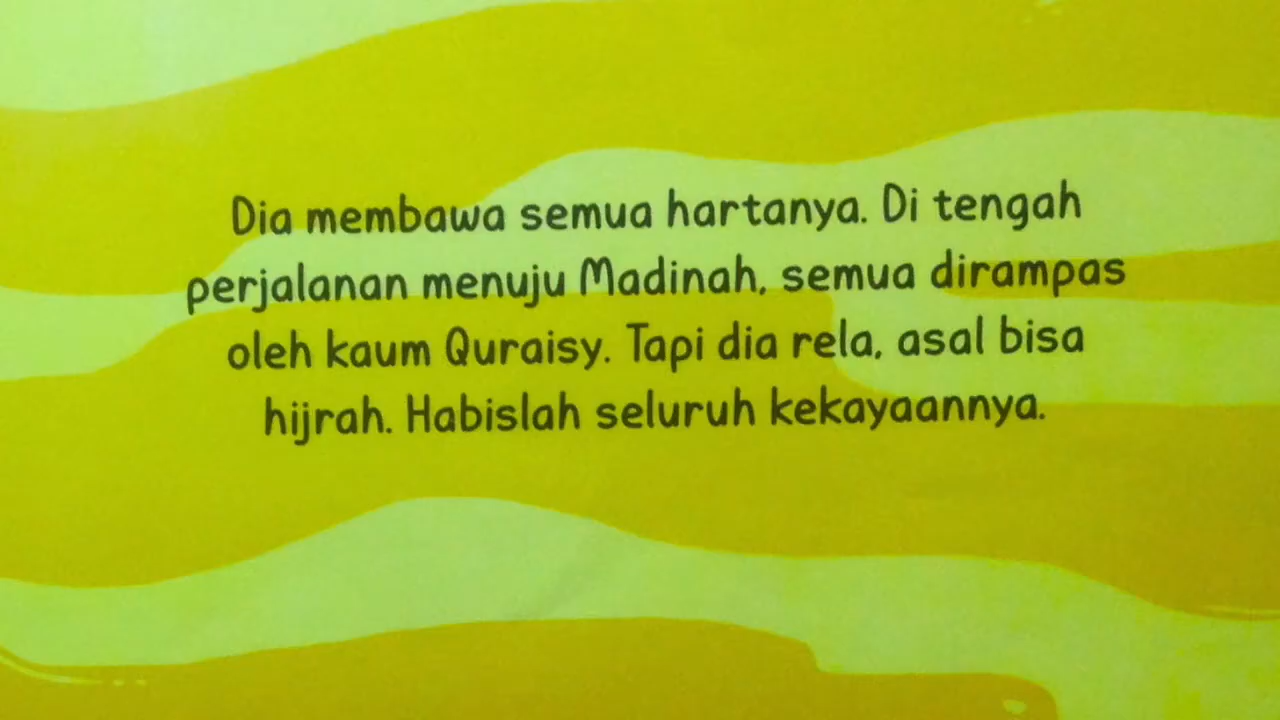 Dia membawa semua hartanya. Di tengah
perjalanan menuju Madinah, semua dirampas
oleh kaum Quraisy. Tapi dia rela, asal bisa
hijrah. Habislah seluruh kekayaannya.